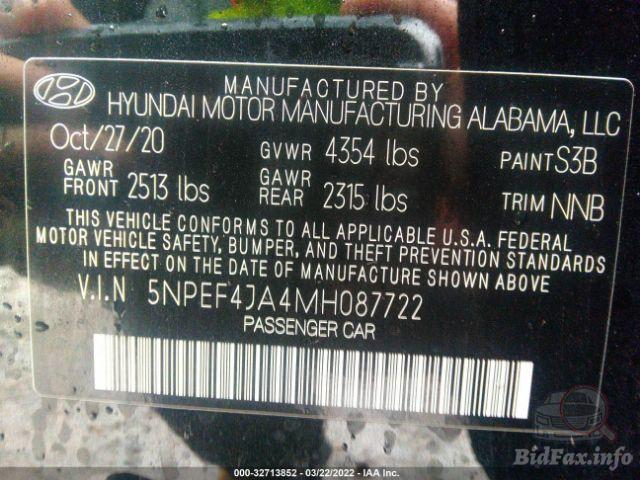 MANUFACTURED BY
HYUNDAI MOTOR MANUFACTURING ALABAMA, LLC
Oct/27/20 GVWR 4354 lbs PAINT S3B
GAWR FRONT 2513 lbs GAWR REAR 2315 lbs TRIM NNB
THIS VEHICLE CONFORMS TO ALL APPLICABLE U.S.A. FEDERAL
MOTOR VEHICLE SAFETY, BUMPER, AND THEFT PREVENTION STANDARDS
IN EFFECT ON THE DATE OF MANUFACTURE SHOWN ABOVE
V.I.N 5NPEF4JA4MH087722
PASSENGER CAR
BidFax.info
000-32713852 - 03/22/2022 - IAA Inc.